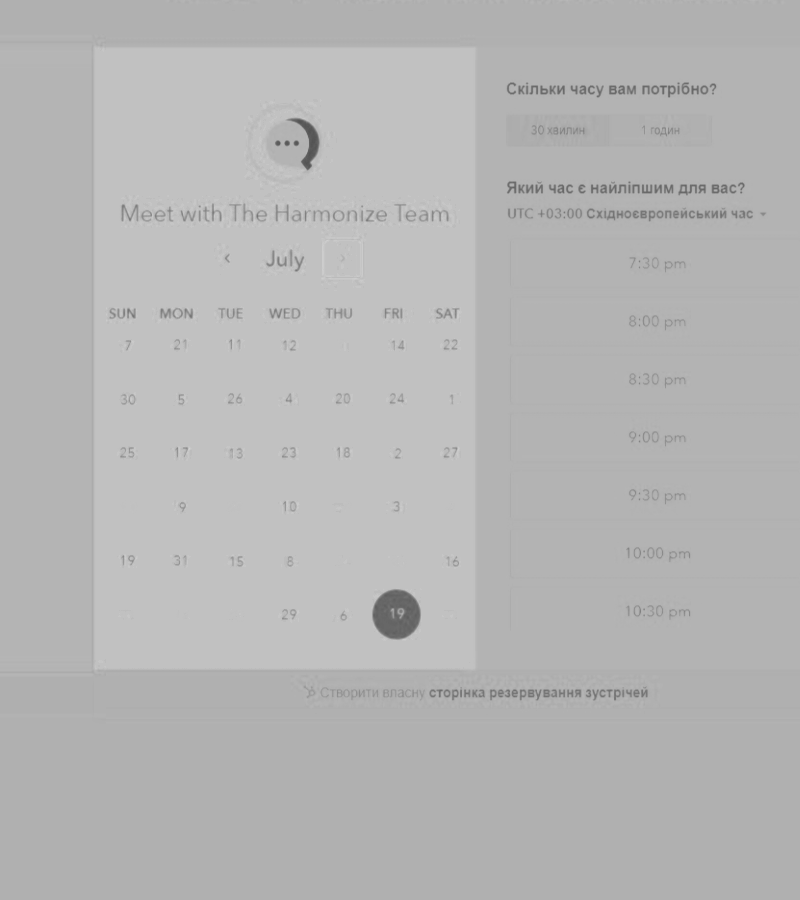 Meet with The Harmonize Team
July
SUN MON TUE WED THU FRI SAT
7 21 11 12 14 22
30 5 26 4 20 24 1
25 17 13 23 18 2 27
9 10 3
19 31 15 8 16
29 6 19
Скільки часу вам потрібно?
30 хвилин 1 годин
Який час є найліпшим для вас?
UTC +03:00 Східноєвропейський час
7:30 pm
8:00 pm
8:30 pm
9:00 pm
9:30 pm
10:00 pm
10:30 pm
Створити власну сторінка резервування зустрічей